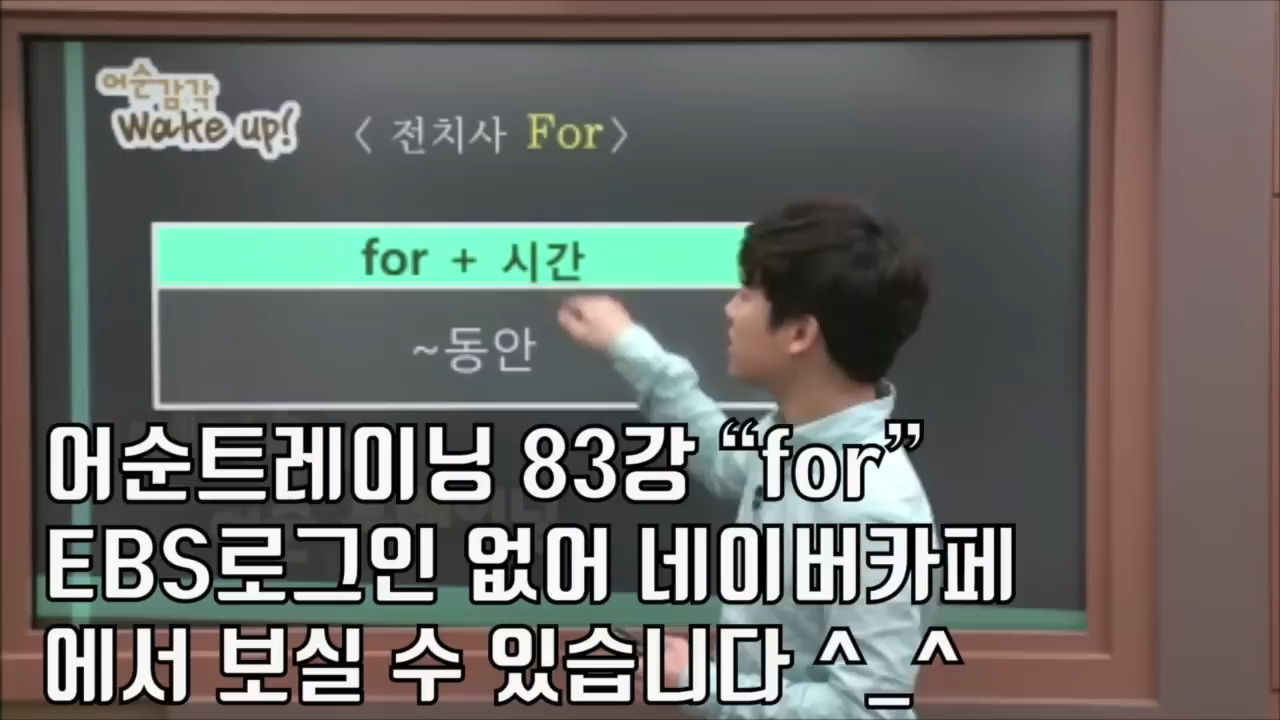 어순감각
Wake up!
< 전치사 For >
for + 시간
~동안
어순트레이닝 83강 “for”
EBS로그인 없어 네이버카페
에서 보실 수 있습니다 ^_^